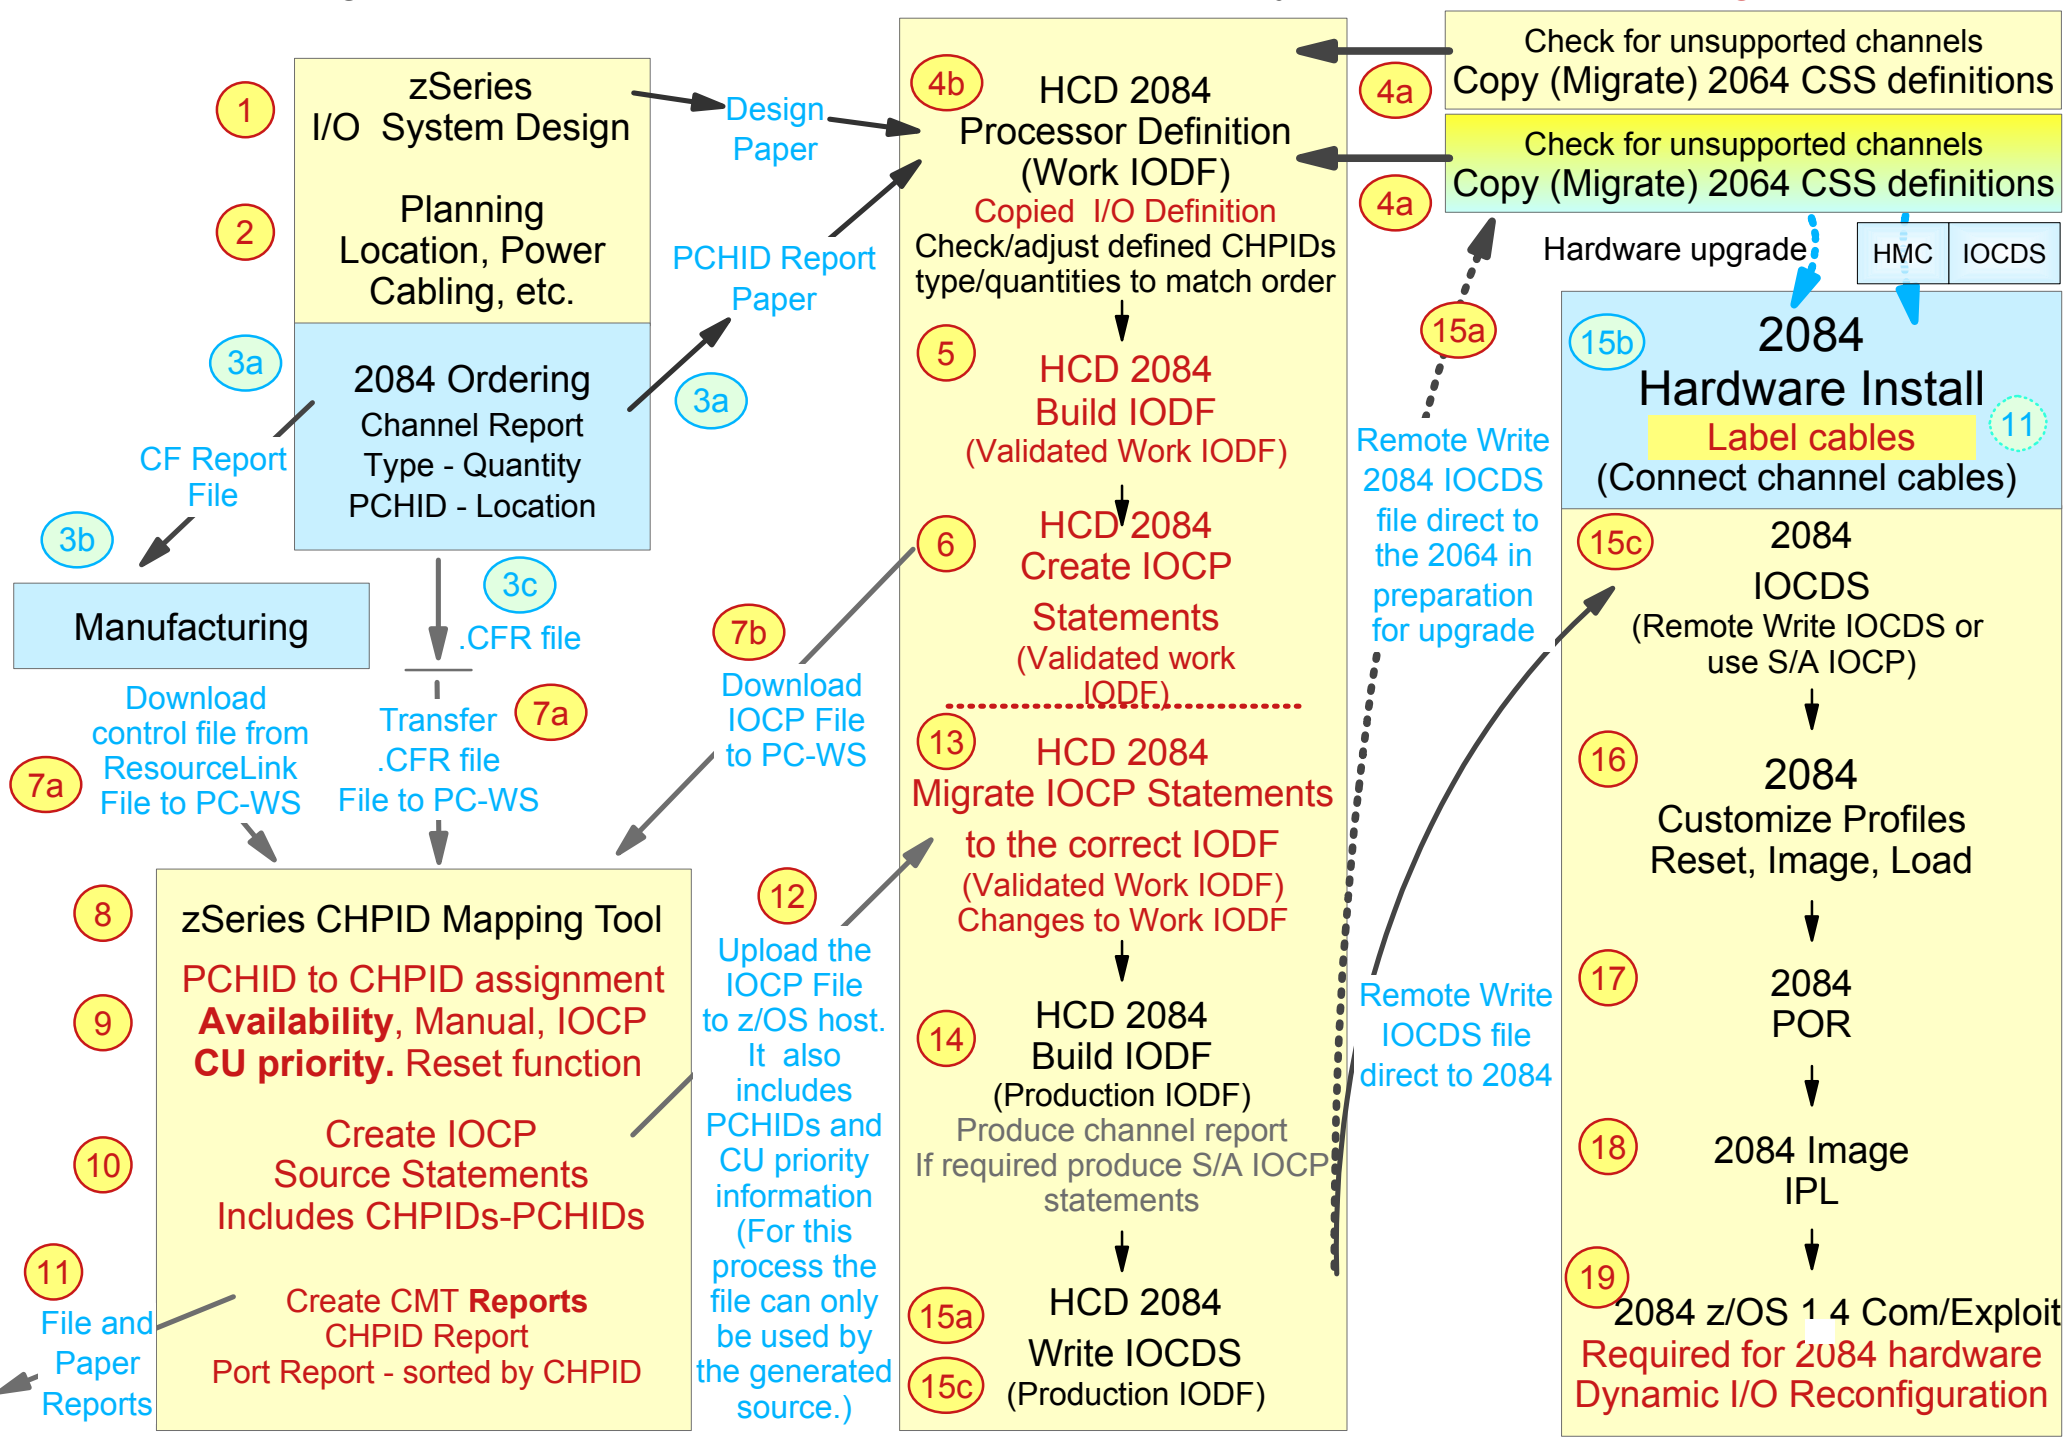 1
zSeries
I/O System Design
2
Planning
Location, Power
Cabling, etc.
Design
Paper
PCHID Report
Paper
3a
3a
2084 Ordering
Channel Report
Type - Quantity
PCHID - Location
CF Report
File
3b
Manufacturing
3c
.CFR file
Download
control file from
ResourceLink
File to PC-WS
7a
Transfer
.CFR file
File to PC-WS
7a
7b
Download
IOCP File
to PC-WS
8
zSeries CHPID Mapping Tool
9
PCHID to CHPID assignment
Availability, Manual, IOCP
CU priority. Reset function
10
Create IOCP
Source Statements
Includes CHPIDs-PCHIDs
11
Create CMT Reports
CHPID Report
Port Report - sorted by CHPID
File and
Paper
Reports
12
Upload the
IOCP File
to z/OS host.
It also
includes
PCHIDs and
CU priority
information
(For this
process the
file can only
be used by
the generated
source.)
4b
HCD 2084
Processor Definition
(Work IODF)
Copied I/O Definition
Check/adjust defined CHPIDs
type/quantities to match order
5
HCD 2084
Build IODF
(Validated Work IODF)
6
HCD 2084
Create IOCP
Statements
(Validated work
IODF)
13
HCD 2084
Migrate IOCP Statements
to the correct IODF
(Validated Work IODF)
Changes to Work IODF
14
HCD 2084
Build IODF
(Production IODF)
Produce channel report
If required produce S/A IOCP
statements
15a
HCD 2084
Write IOCDS
15c
(Production IODF)
4a
Check for unsupported channels
Copy (Migrate) 2064 CSS definitions
4a
Check for unsupported channels
Copy (Migrate) 2064 CSS definitions
Hardware upgrade
HMC
IOCDS
15a
Remote Write
2084 IOCDS
file direct to
the 2064 in
preparation
for upgrade
Remote Write
IOCDS file
direct to 2084
15b
2084
Hardware Install
Label cables
11
(Connect channel cables)
15c
2084
IOCDS
(Remote Write IOCDS or
use S/A IOCP)
16
2084
Customize Profiles
Reset, Image, Load
17
2084
POR
18
2084 Image
IPL
19
2084 z/OS 1.4 Com/Exploit
Required for 2084 hardware
Dynamic I/O Reconfiguration